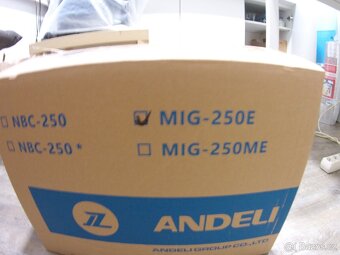 ☐ NBC-250 ☑ MIG-250E
☐ NBC-250* ☐ MIG-250ME
ANDELI
ANDELI GROUP CO., LTD